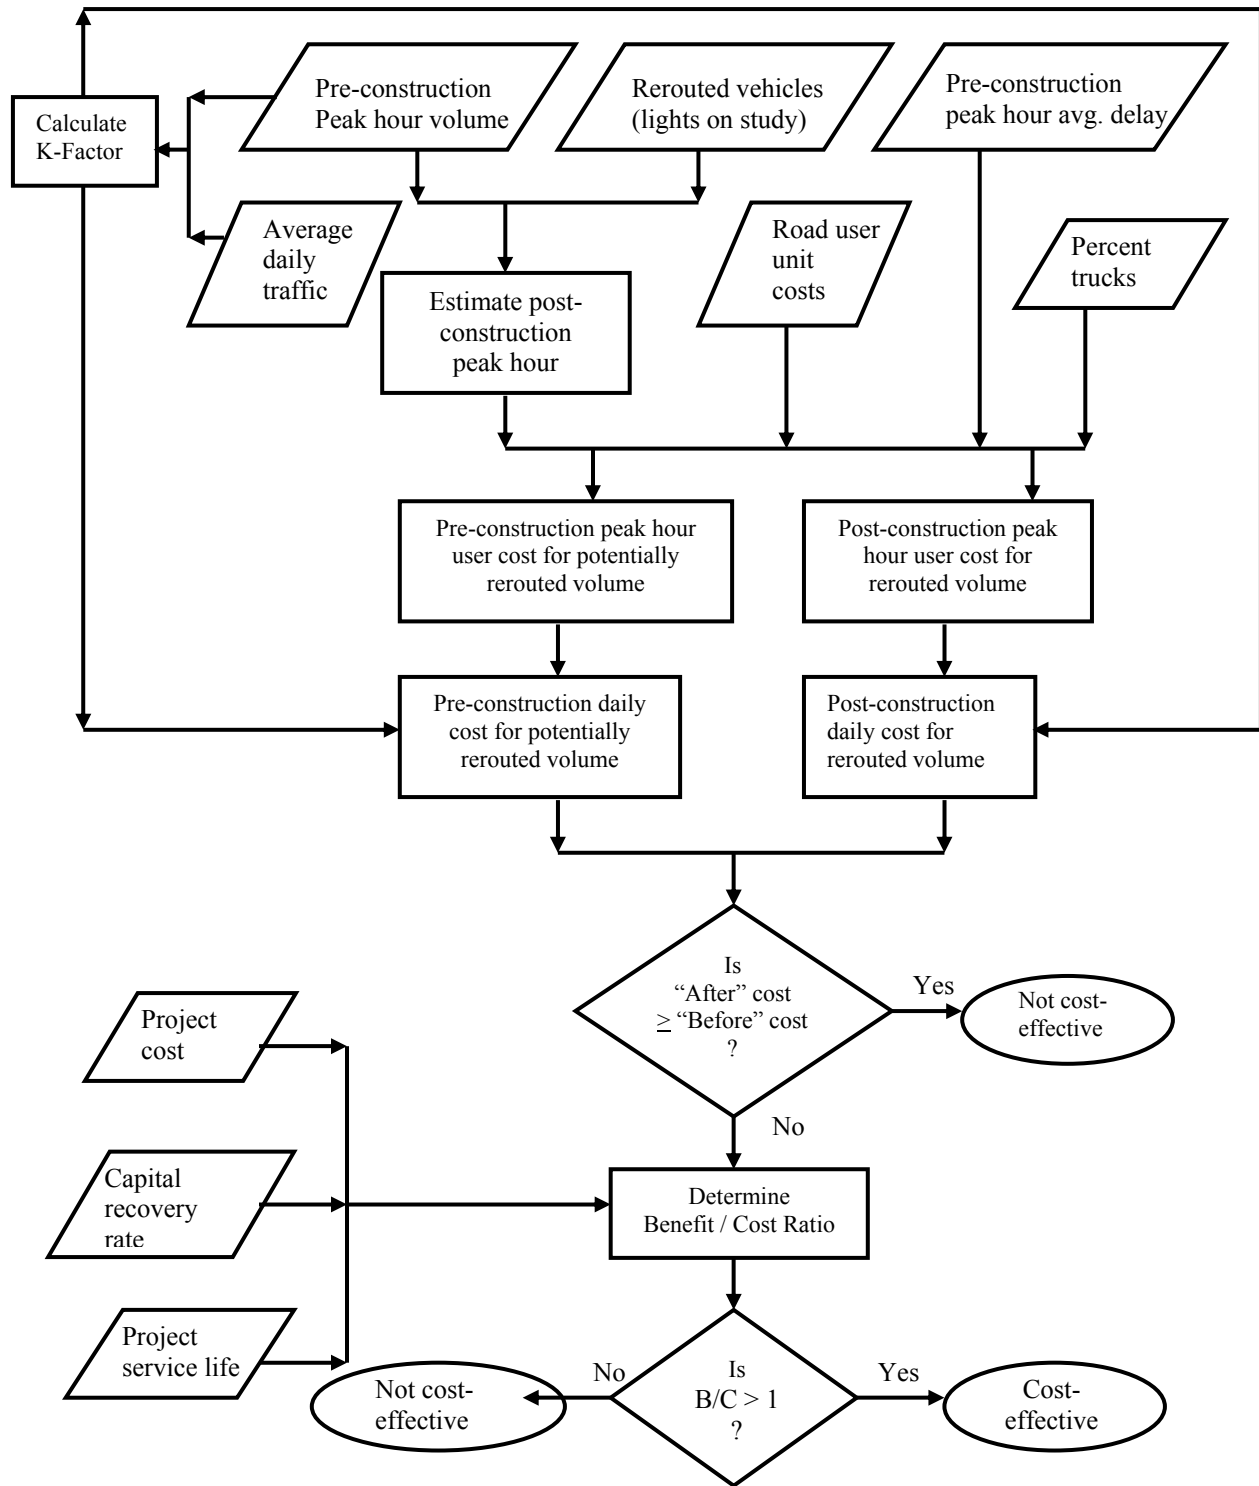 Pre-construction
Peak hour volume
Rerouted vehicles
(lights on study)
Pre-construction
peak hour avg. delay
Calculate
K-Factor
Average
daily
traffic
Road user
unit
costs
Percent
trucks
Estimate post-
construction
peak hour
Pre-construction peak hour
user cost for potentially
rerouted volume
Post-construction peak
hour user cost for
rerouted volume
Pre-construction daily
cost for potentially
rerouted volume
Post-construction
daily cost for
rerouted volume
Is
“After” cost
≥ “Before” cost
?
Yes
Not cost-
effective
No
Project
cost
Capital
recovery
rate
Project
service life
Determine
Benefit / Cost Ratio
Is
B/C > 1
?
No
Not cost-
effective
Yes
Cost-
effective